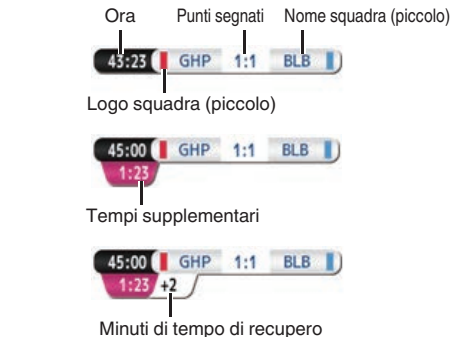 Ora Punti segnati Nome squadra (piccolo)
43:23 GHP 1:1 BLB
Logo squadra (piccolo)
45:00 GHP 1:1 BLB
1:23
Tempi supplementari
45:00 GHP 1:1 BLB
1:23 +2
Minuti di tempo di recupero